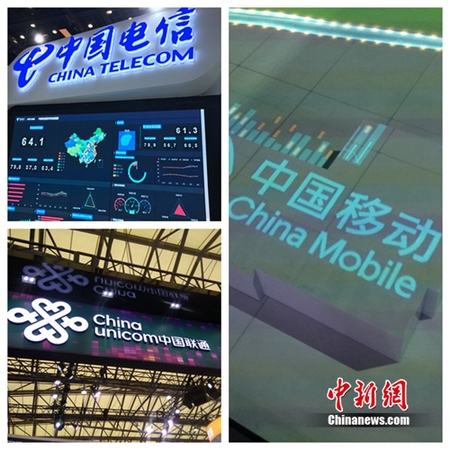 中国电信
CHINA TELECOM
64.1
61.3
中国移动
China Mobile
China
unicom中国联通
中新網
Chinanews.com